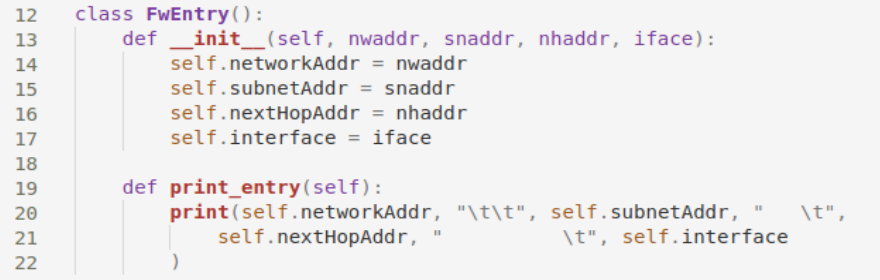 12 class FwEntry():
13     def __init__(self, nwaddr, snaddr, nhaddr, iface):
14         self.networkAddr = nwaddr
15         self.subnetAddr = snaddr
16         self.nextHopAddr = nhaddr
17         self.interface = iface
18
19     def print_entry(self):
20         print(self.networkAddr, "\t\t", self.subnetAddr, "   \t",
21             self.nextHopAddr, "          \t", self.interface
22         )